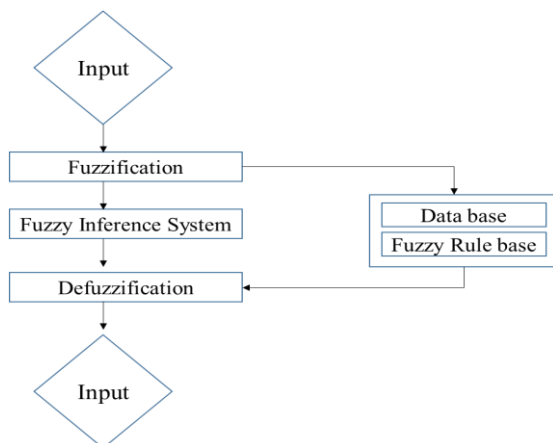 Input
Fuzzification
Fuzzy Inference System
Data base
Fuzzy Rule base
Defuzzification
Input